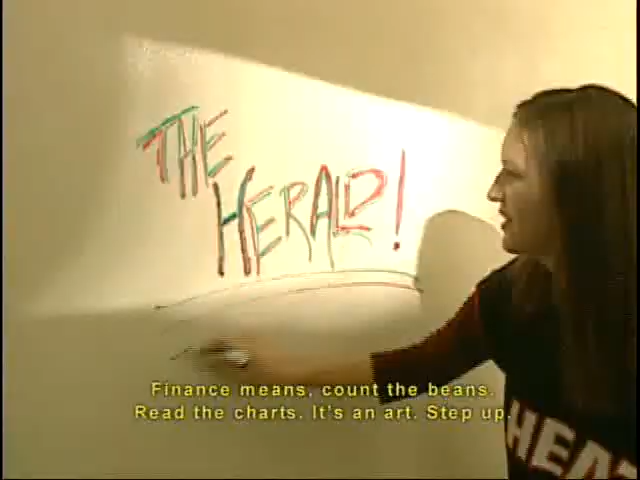 THE
HERALD!
HEAT
Finance means, count the beans.
Read the charts. It's an art. Step up.